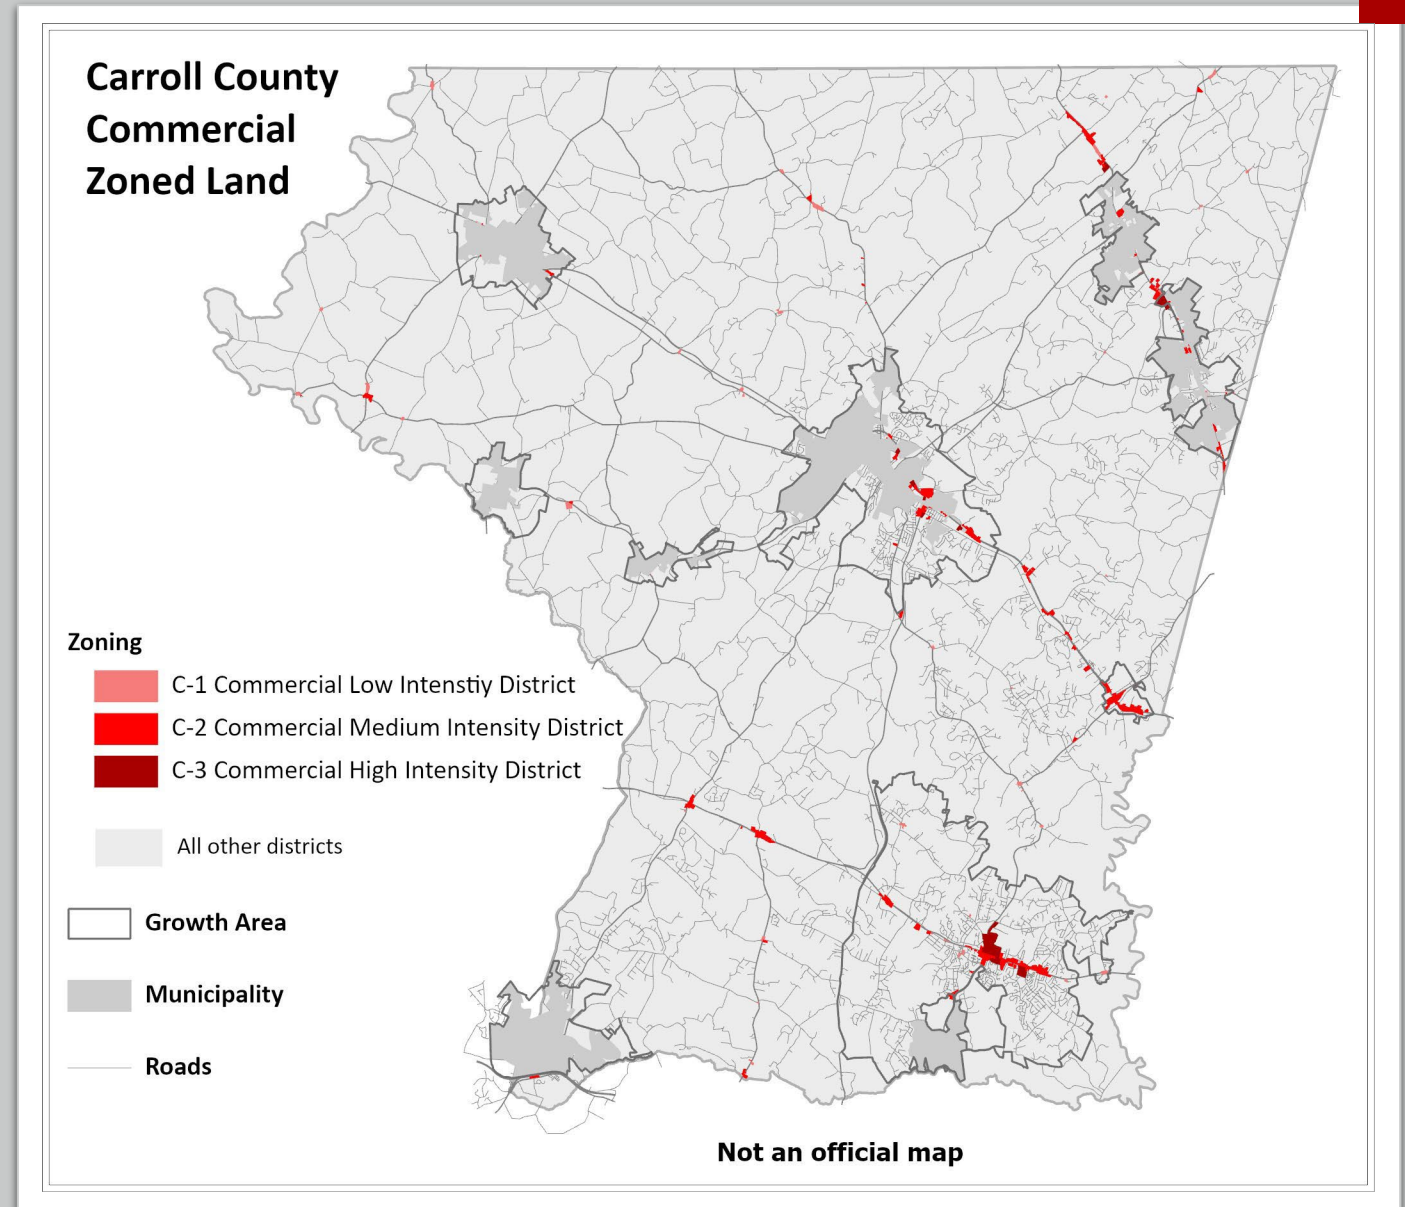 Carroll County
Commercial
Zoned Land
Zoning
C-1 Commercial Low Intenstiy District
C-2 Commercial Medium Intensity District
C-3 Commercial High Intensity District
All other districts
Growth Area
Municipality
Roads
Not an official map